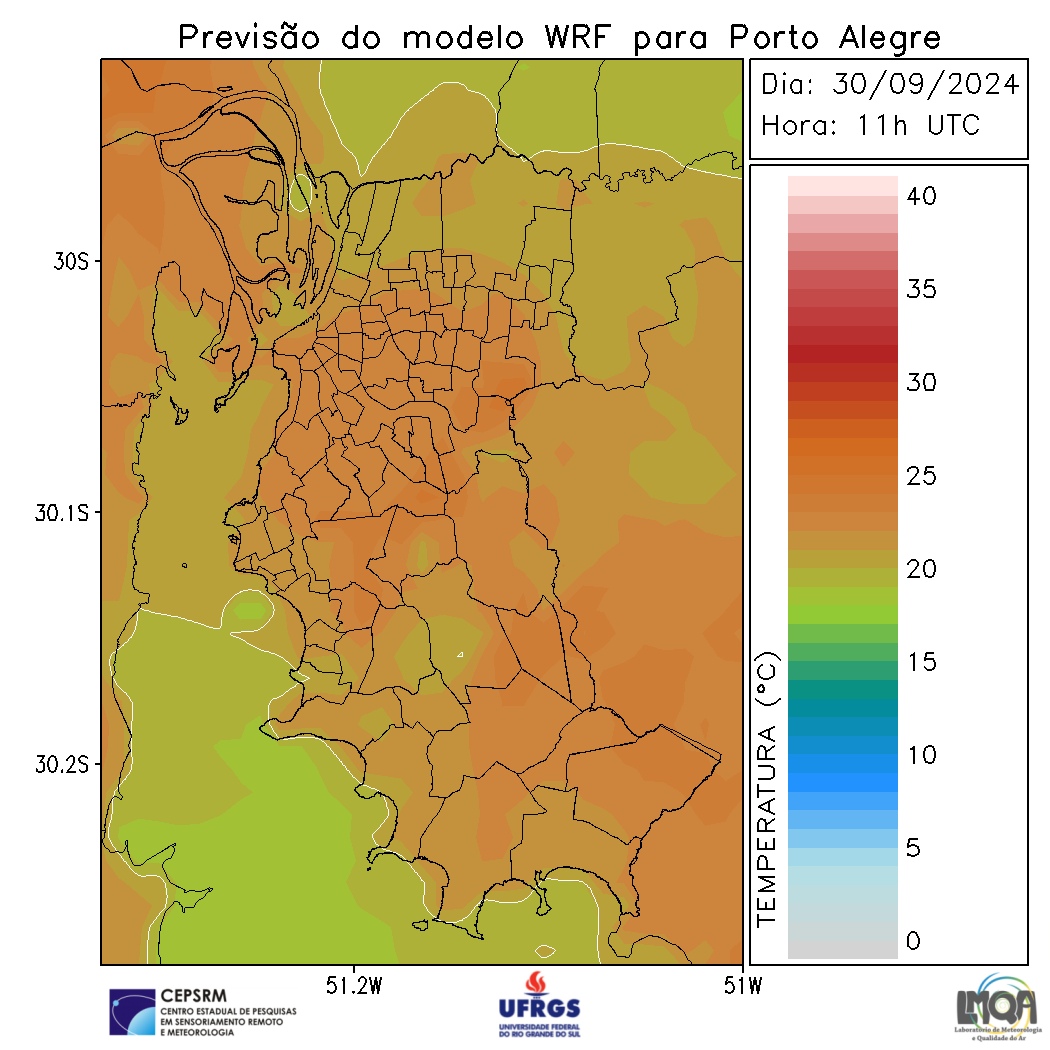 Previsão do modelo WRF para Porto Alegre
Dia: 30/09/2024
Hora: 11h UTC
30S
30.1S
30.2S
51.2W
51W
40
35
30
25
20
15
10
5
0
TEMPERATURA (°C)
CEPSRM
CENTRO ESTADUAL DE PESQUISAS
EM SENSORIAMENTO REMOTO
E METEOROLOGIA
UFRGS
UNIVERSIDADE FEDERAL
DO RIO GRANDE DO SUL
LMQA
Laboratório de Meteorologia
e Qualidade do Ar